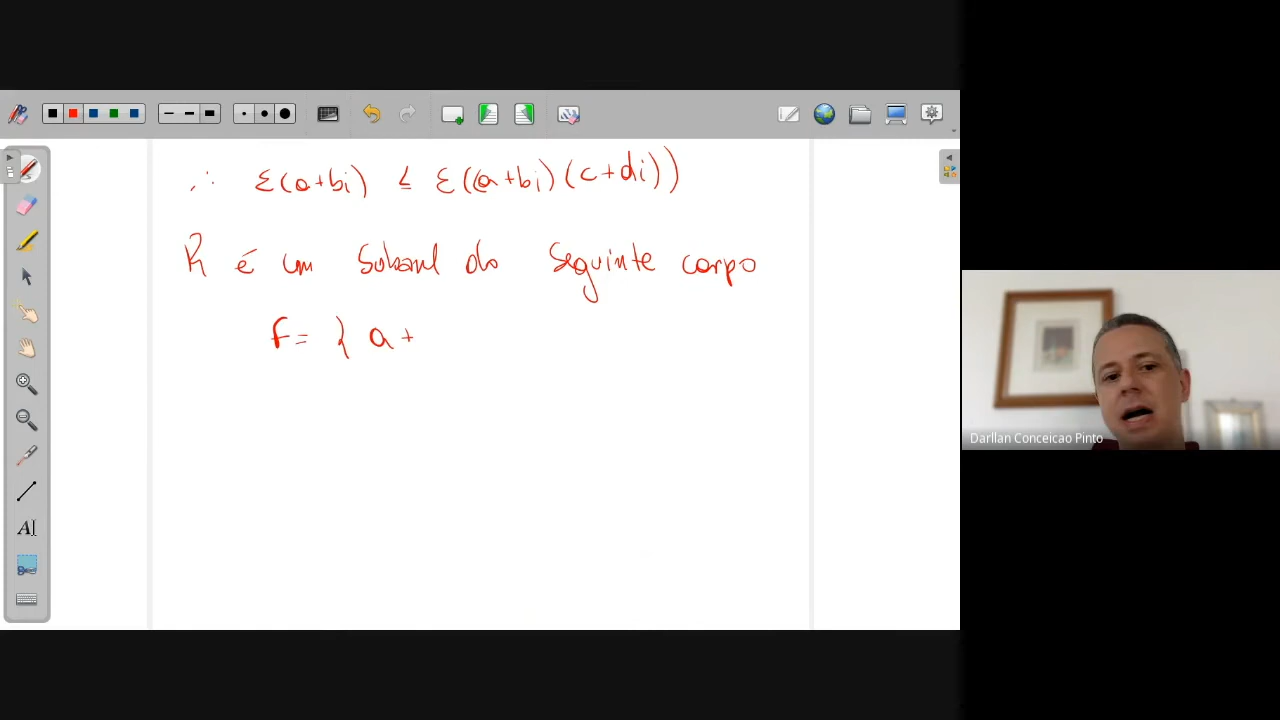 ∴ ε(a+bi) ≤ ε((a+bi)(c+di))
R é um Subanel do seguinte corpo
F= { a +
Darllan Conceicao Pinto